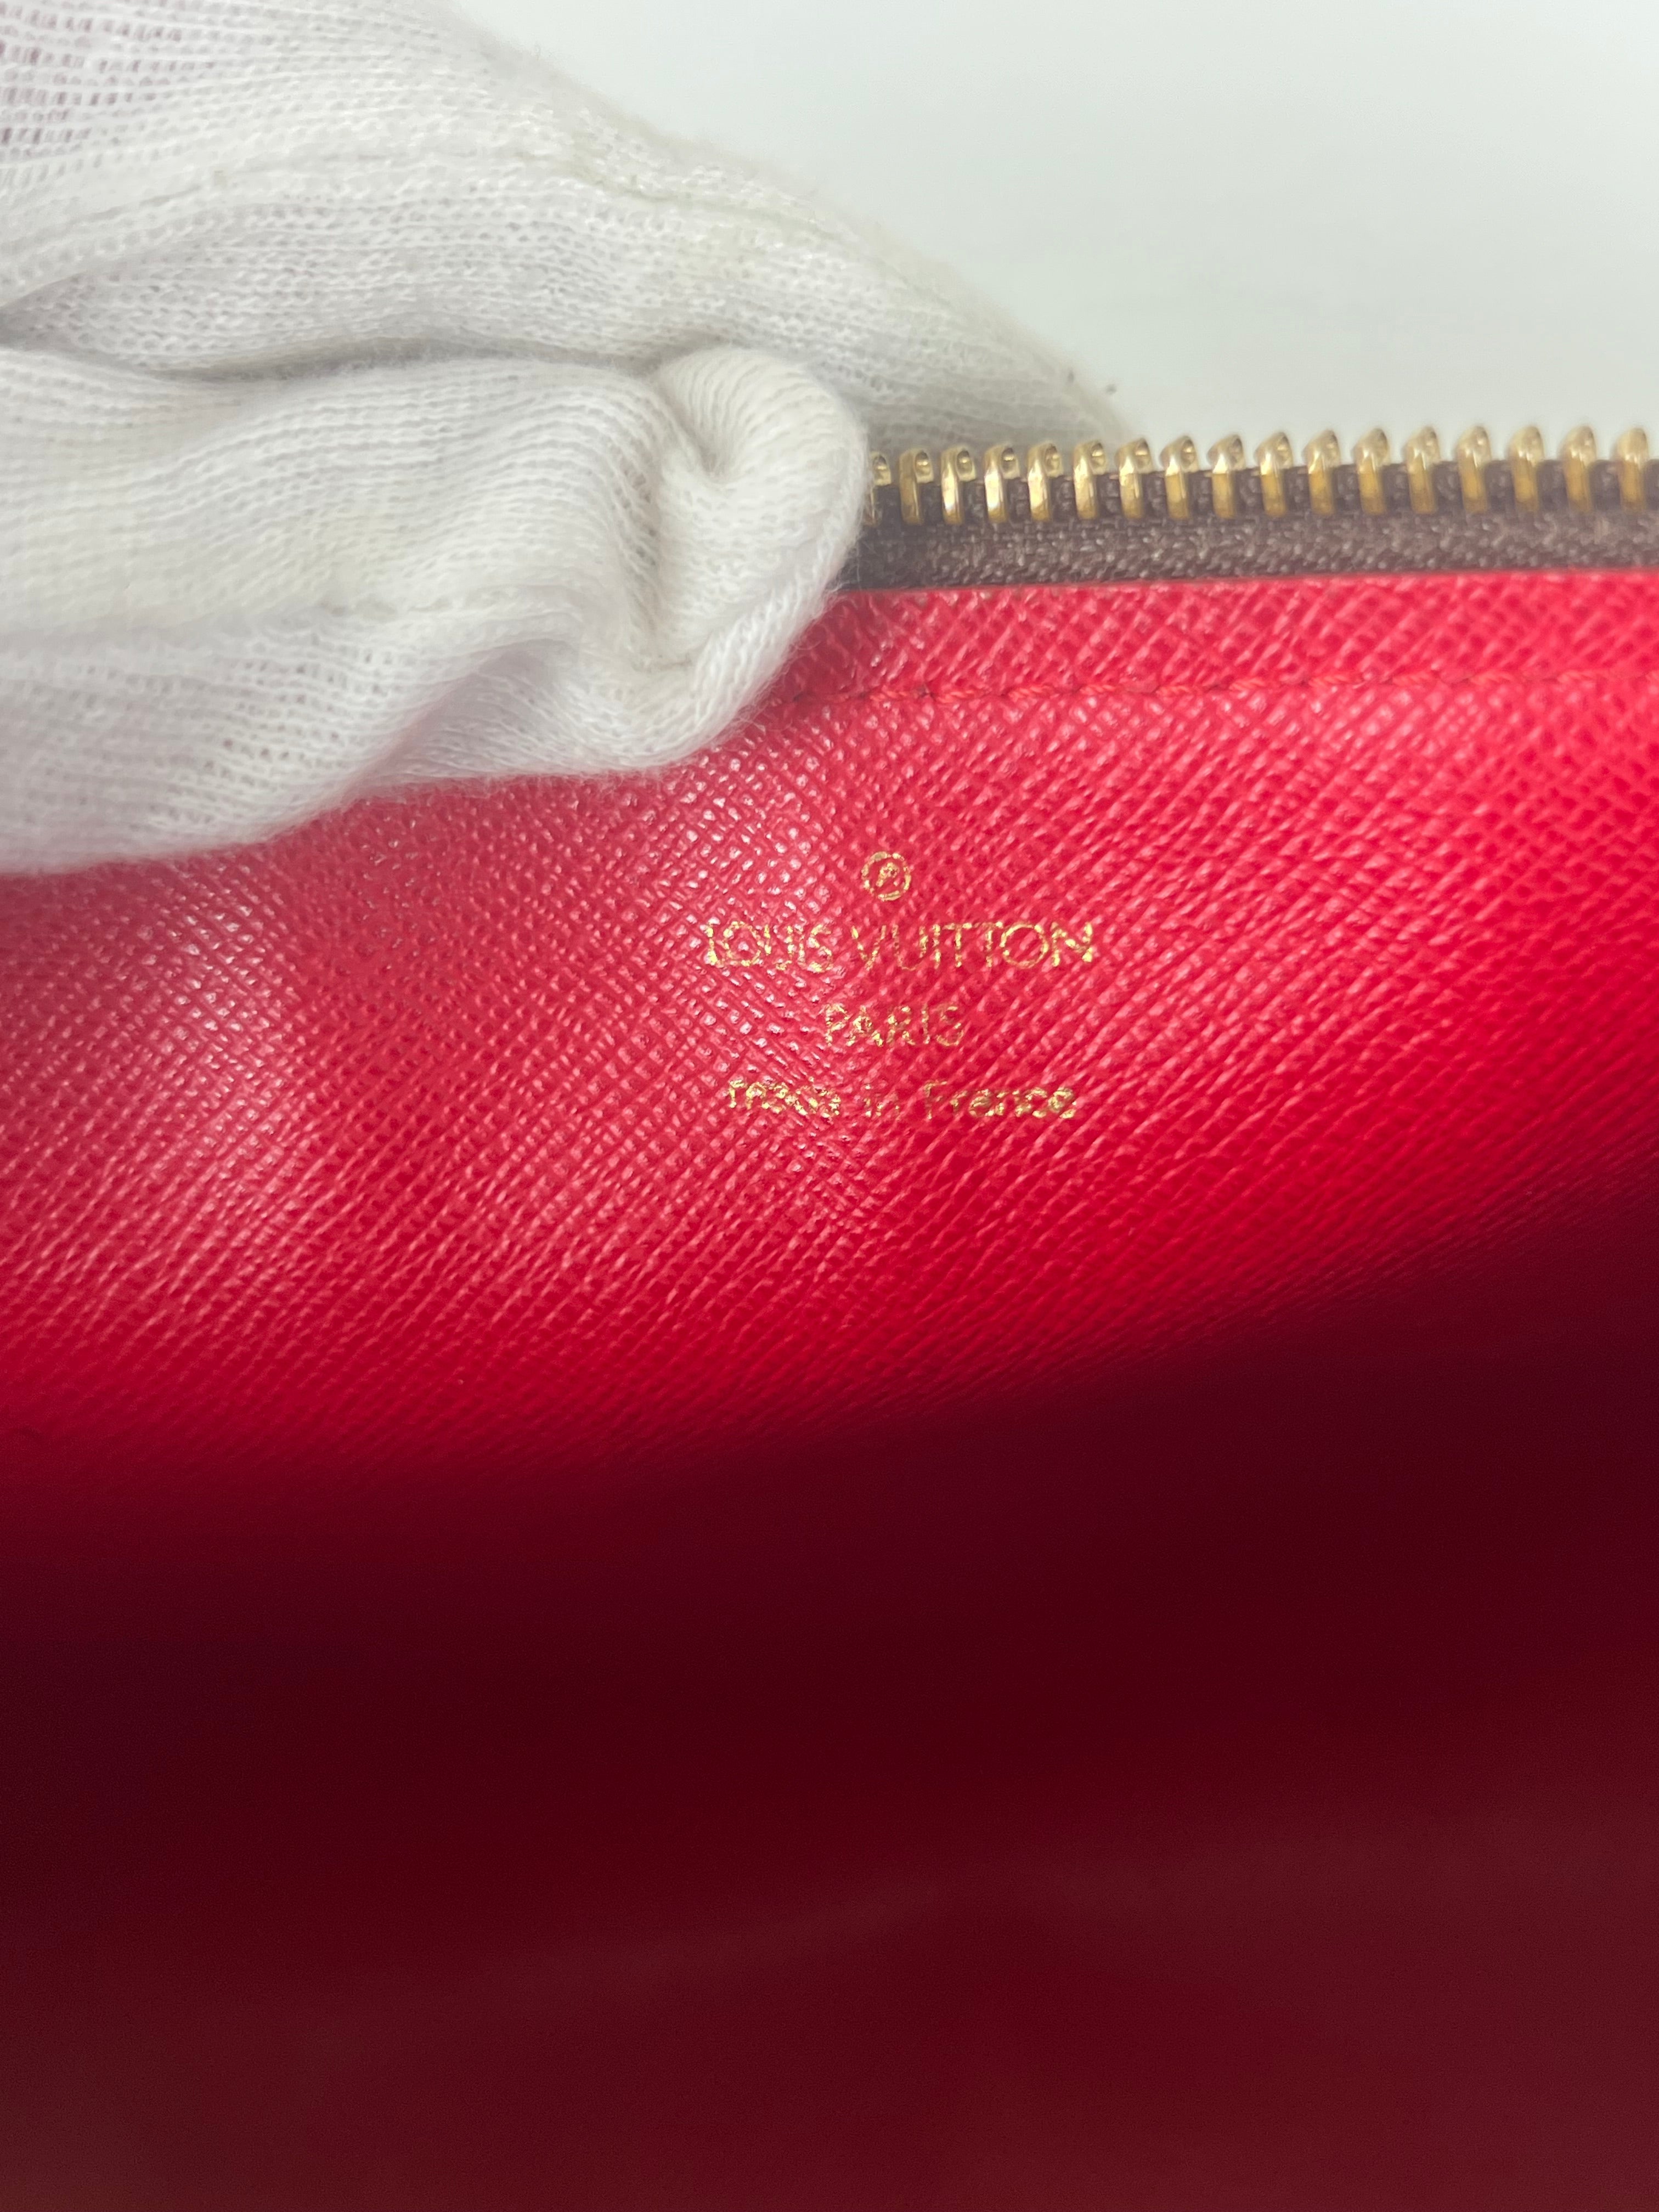 ®
LOUIS VUITTON
PARIS
made in France